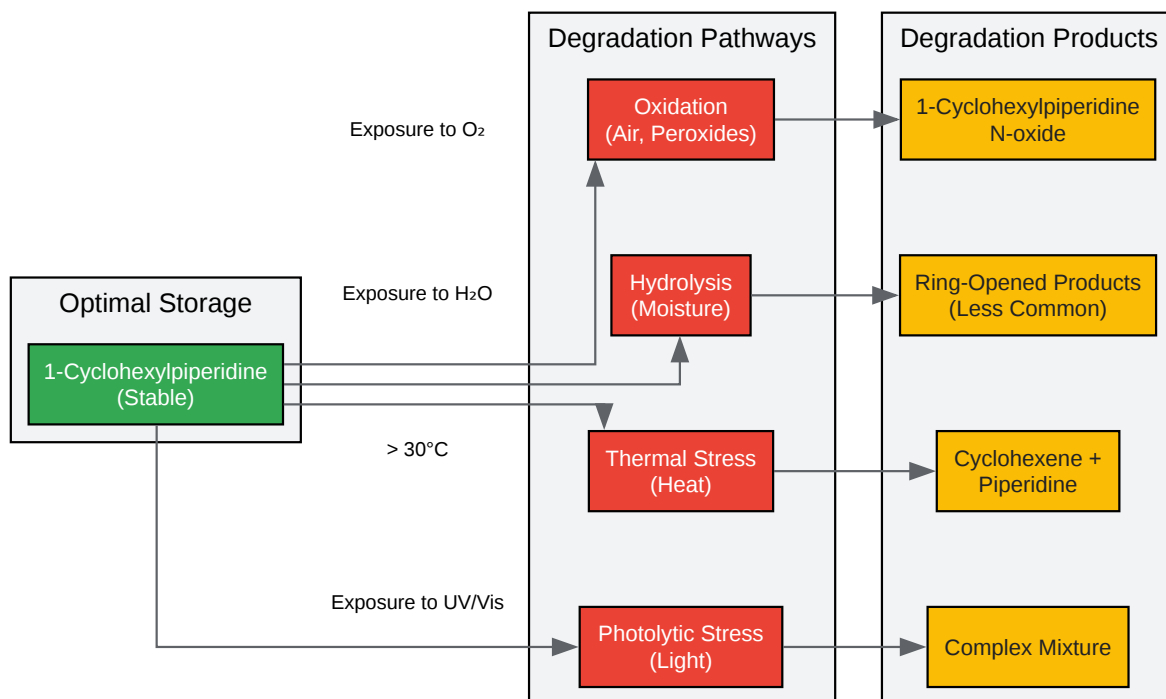 Degradation Pathways
Degradation Products
Oxidation
(Air, Peroxides)
1-Cyclohexylpiperidine
N-oxide
Exposure to O₂
Hydrolysis
(Moisture)
Ring-Opened Products
(Less Common)
Exposure to H₂O
Optimal Storage
1-Cyclohexylpiperidine
(Stable)
> 30°C
Thermal Stress
(Heat)
Cyclohexene +
Piperidine
Exposure to UV/Vis
Photolytic Stress
(Light)
Complex Mixture